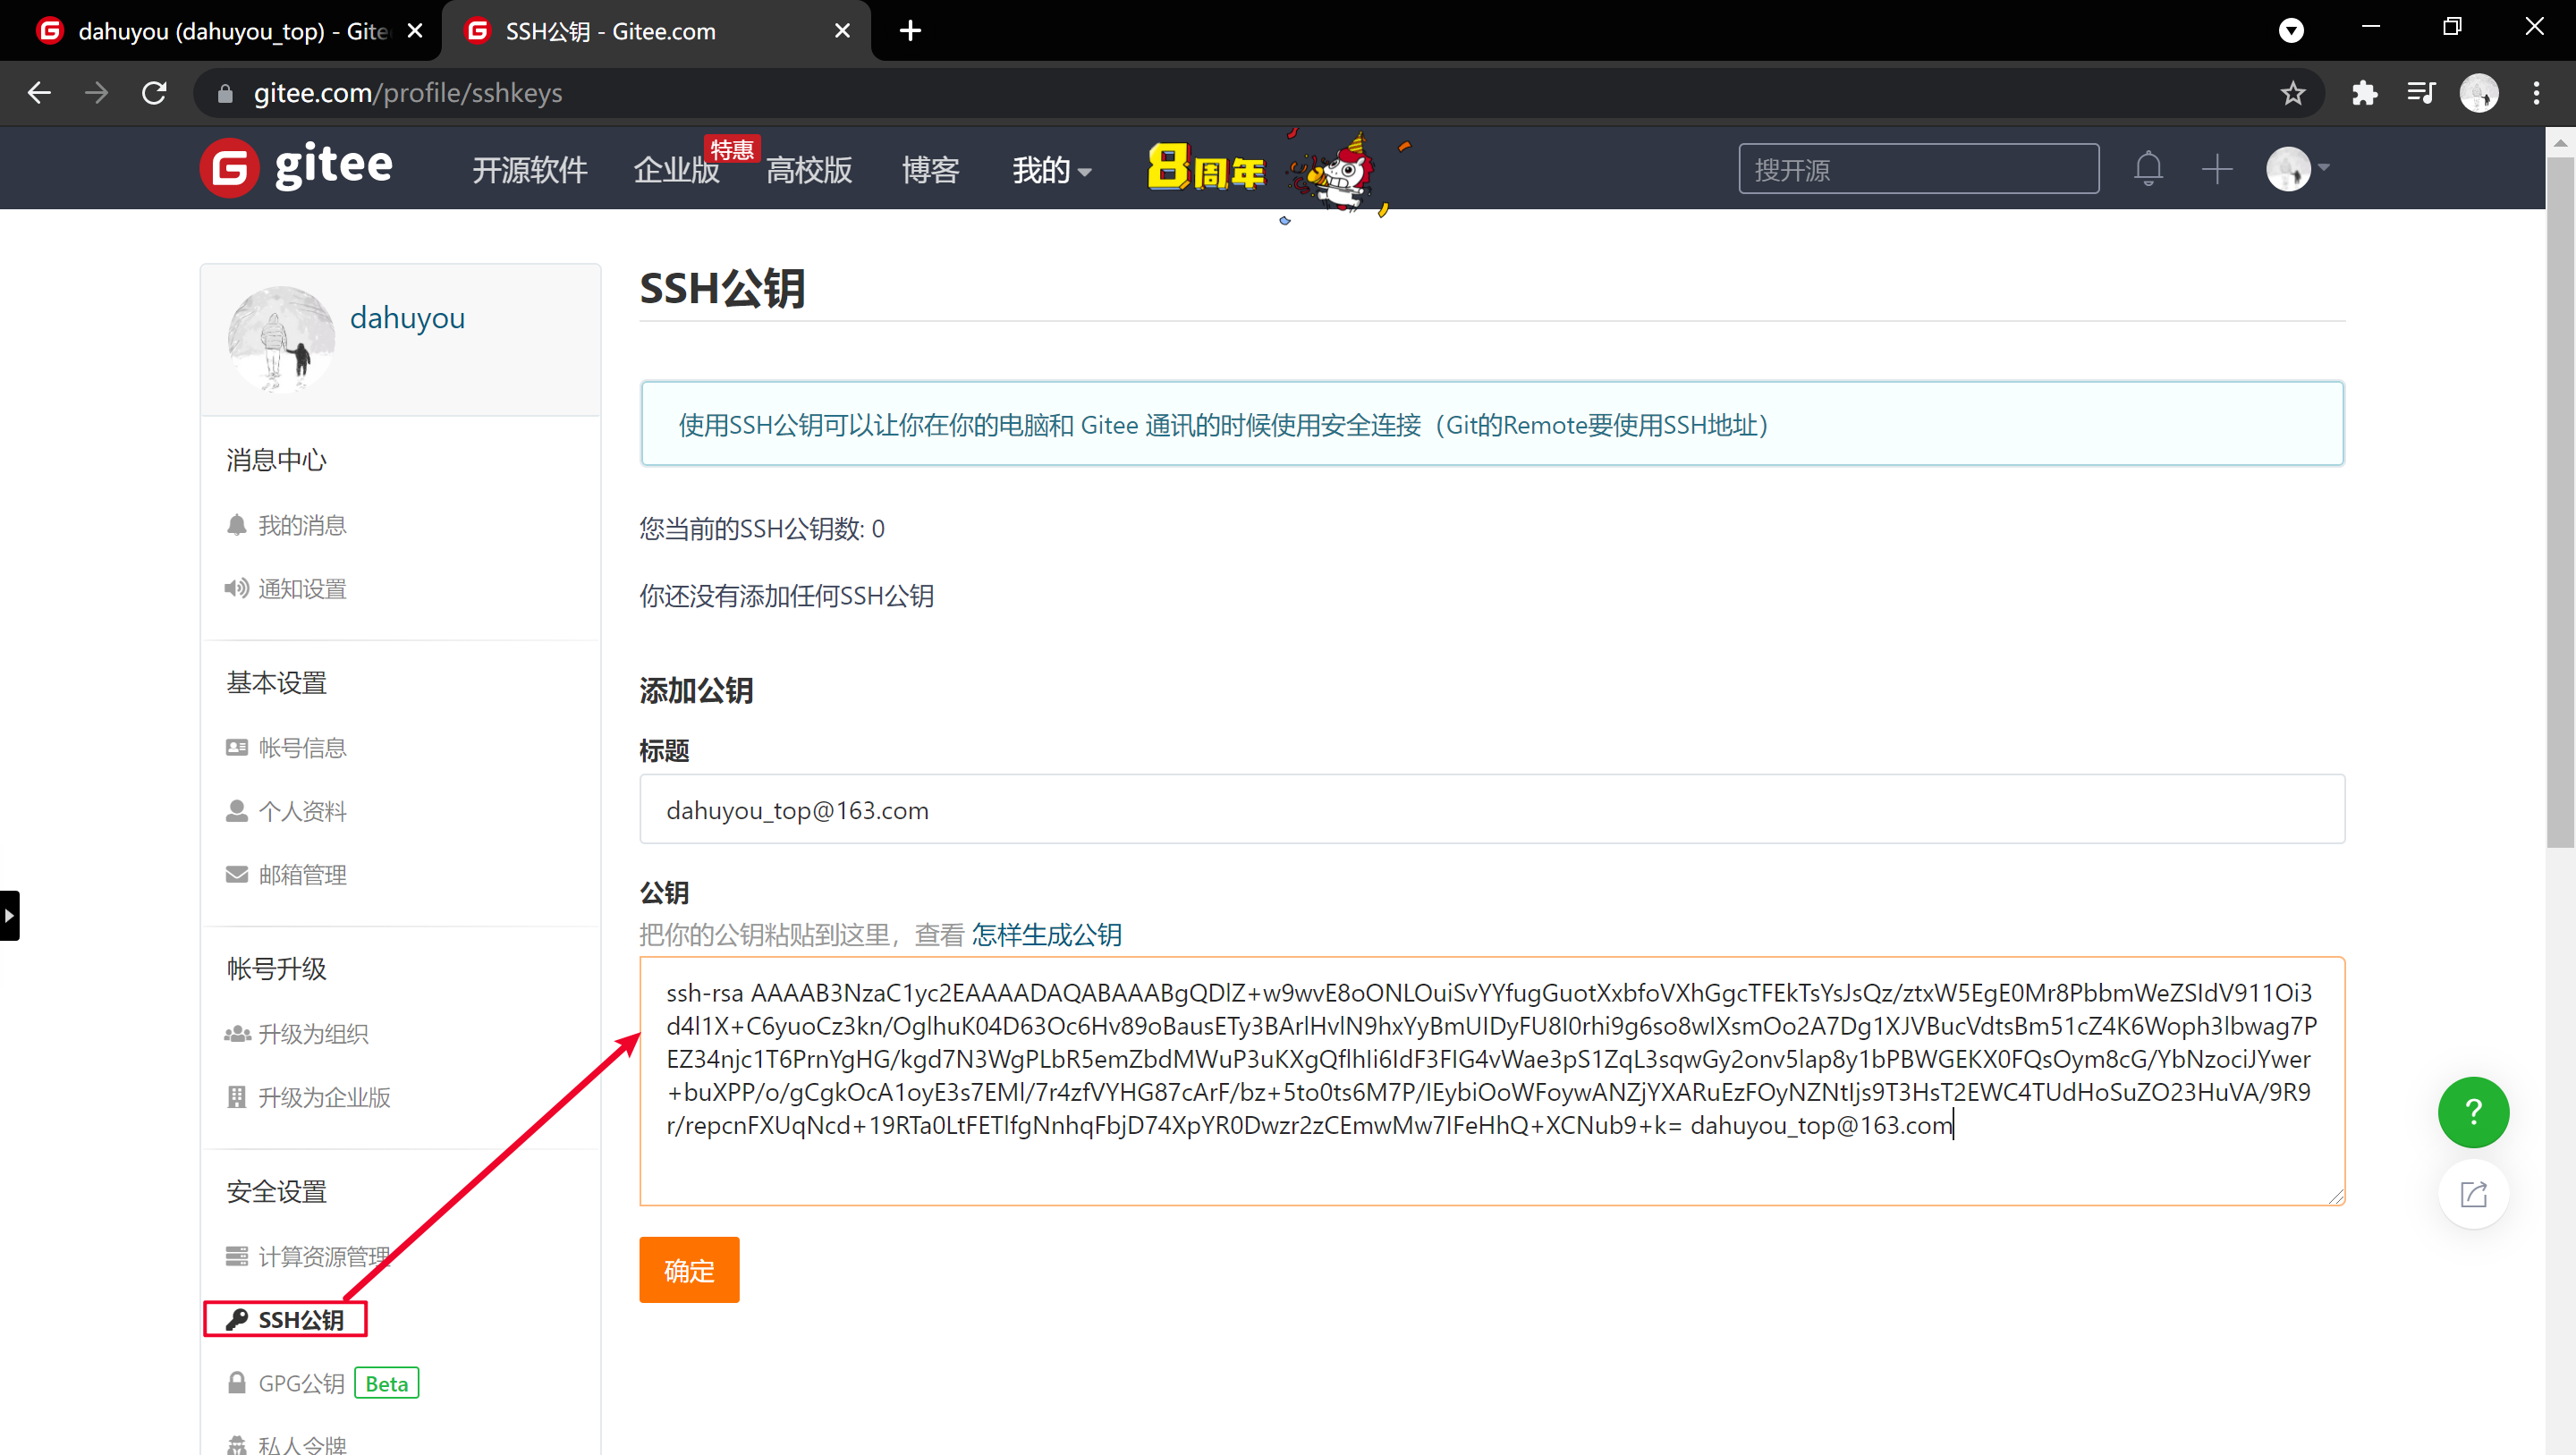 dahuyou (dahuyou_top) - Gite
SSH公钥 - Gitee.com
gitee.com/profile/sshkeys
gitee
开源软件
企业版
特惠
高校版
博客
我的
8周年
搜开源
dahuyou
消息中心
我的消息
通知设置
基本设置
帐号信息
个人资料
邮箱管理
帐号升级
升级为组织
升级为企业版
安全设置
计算资源管理
SSH公钥
GPG公钥 Beta
私人令牌
SSH公钥
使用SSH公钥可以让你在你的电脑和 Gitee 通讯的时候使用安全连接（Git的Remote要使用SSH地址）
您当前的SSH公钥数: 0
你还没有添加任何SSH公钥
添加公钥
标题
dahuyou_top@163.com
公钥
把你的公钥粘贴到这里，查看 怎样生成公钥
ssh-rsa AAAAB3NzaC1yc2EAAAADAQABAAABgQDlZ+w9wvE8oONLOuiSvYYfugGuotXxbfoVXhGgcTFEkTsYsJsQz/ztxW5EgE0Mr8PbbmWeZSIdV911Oi3
d4l1X+C6yuoCz3kn/OglhuK04D63Oc6Hv89oBausETy3BArlHvlN9hxYyBmUIDyFU8I0rhi9g6so8wIXsmOo2A7Dg1XJVBucVdtsBm51cZ4K6Woph3lbwag7P
EZ34njc1T6PrnYgHG/kgd7N3WgPLbR5emZbdMWuP3uKXgQflhIi6IdF3FIG4vWae3pS1ZqL3sqwGy2onv5lap8y1bPBWGEKX0FQsOym8cG/YbNzociJYwer
+buXPP/o/gCgkOcA1oyE3s7EMl/7r4zfVYHG87cArF/bz+5to0ts6M7P/IEybiOoWFoywANZjYXARuEzFOyNZNtljs9T3HsT2EWC4TUdHoSuZO23HuVA/9R9
r/repcnFXUqNcd+19RTa0LtFETlfgNnhqFbjD74XpYR0Dwzr2zCEmwMw7IFeHhQ+XCNub9+k= dahuyou_top@163.com
确定